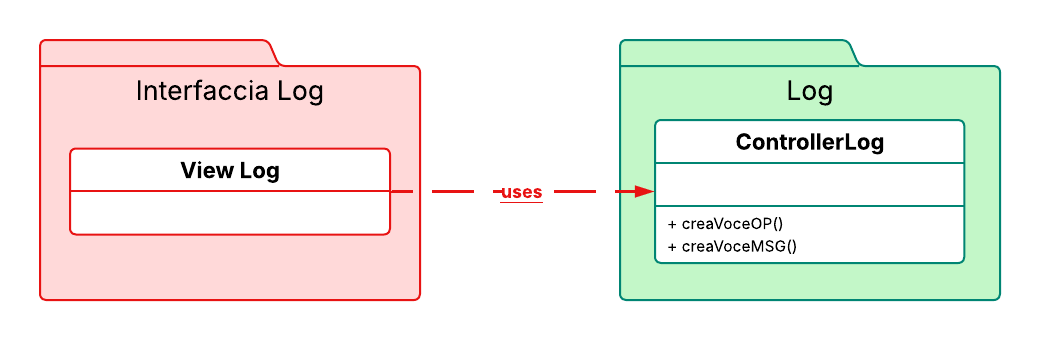 Interfaccia Log
View Log
uses
Log
ControllerLog
+ creaVoceOP()
+ creaVoceMSG()